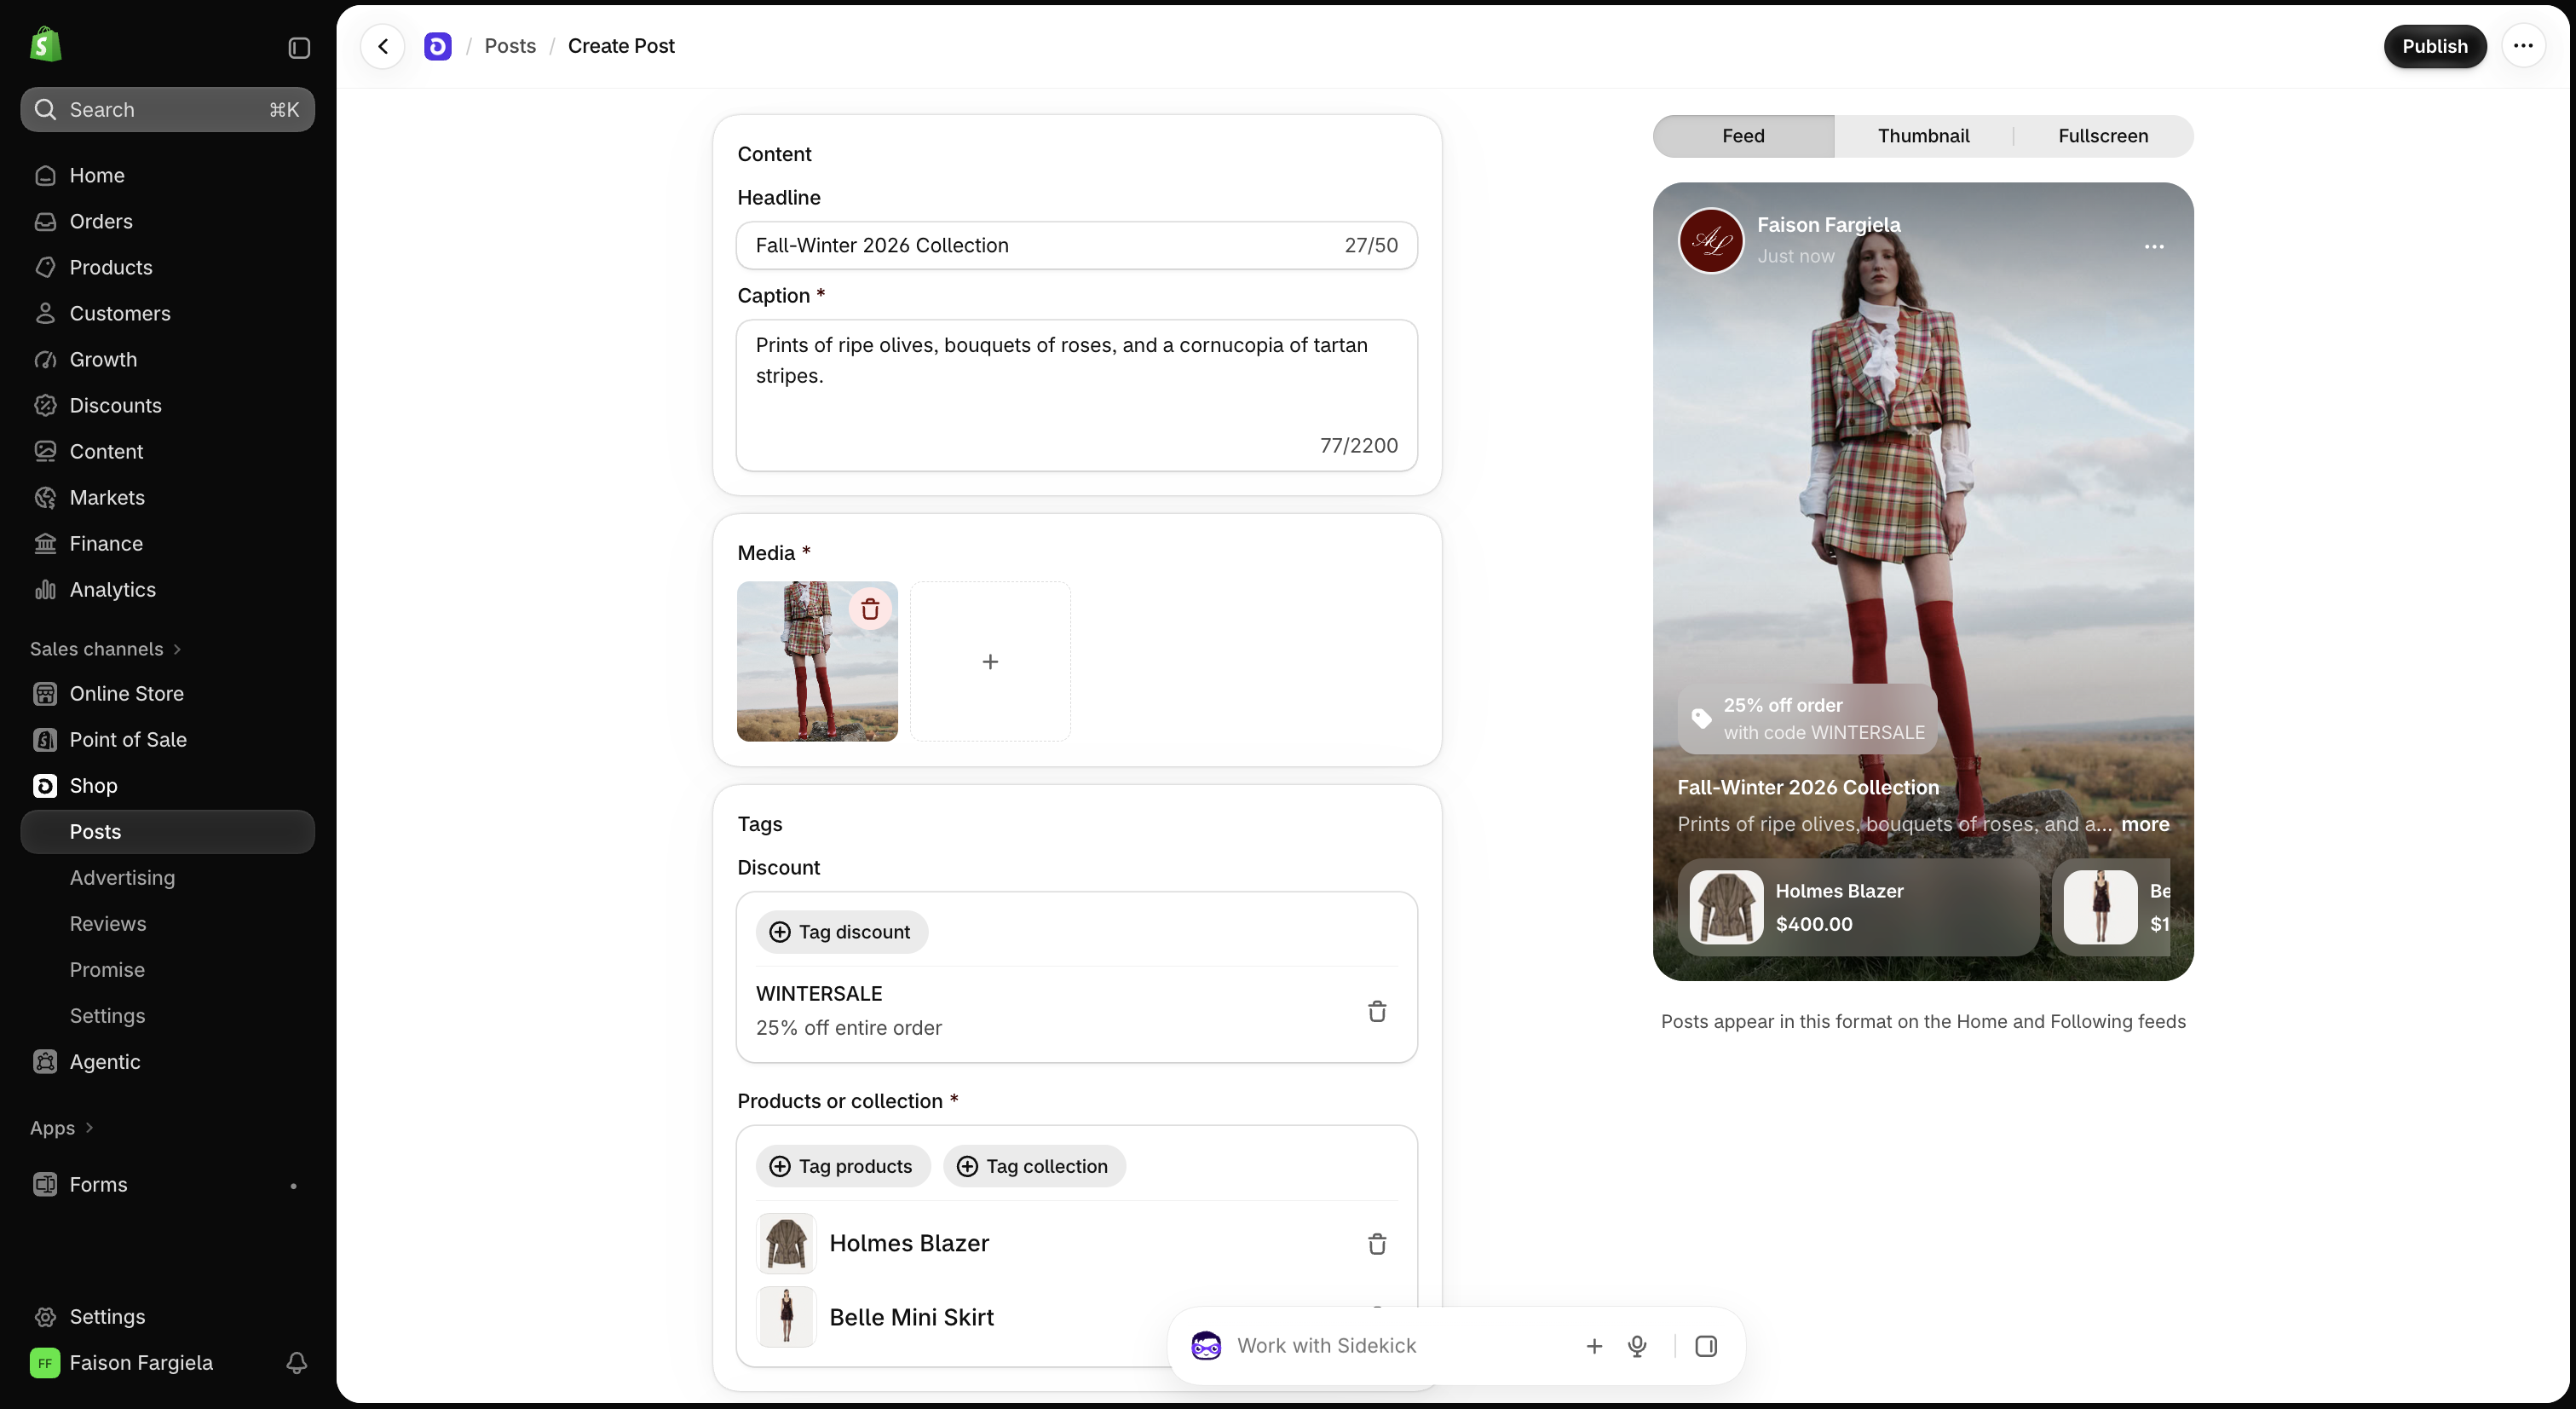 Search ⌘K
Home
Orders
Products
Customers
Growth
Discounts
Content
Markets
Finance
Analytics
Sales channels
Online Store
Point of Sale
Shop
Posts
Advertising
Reviews
Promise
Settings
Agentic
Apps
Forms
Settings
FF Faison Fargiela
/ Posts / Create Post
Publish
Content
Headline
Fall-Winter 2026 Collection 27/50
Caption *
Prints of ripe olives, bouquets of roses, and a cornucopia of tartan
stripes.
77/2200
Media *
Tags
Discount
Tag discount
WINTERSALE
25% off entire order
Products or collection *
Tag products Tag collection
Holmes Blazer
Belle Mini Skirt
Work with Sidekick
Feed Thumbnail Fullscreen
AL
Faison Fargiela
Just now
25% off order
with code WINTERSALE
Fall-Winter 2026 Collection
Prints of ripe olives, bouquets of roses, and a... more
Holmes Blazer
$400.00
Be
$1
Posts appear in this format on the Home and Following feeds